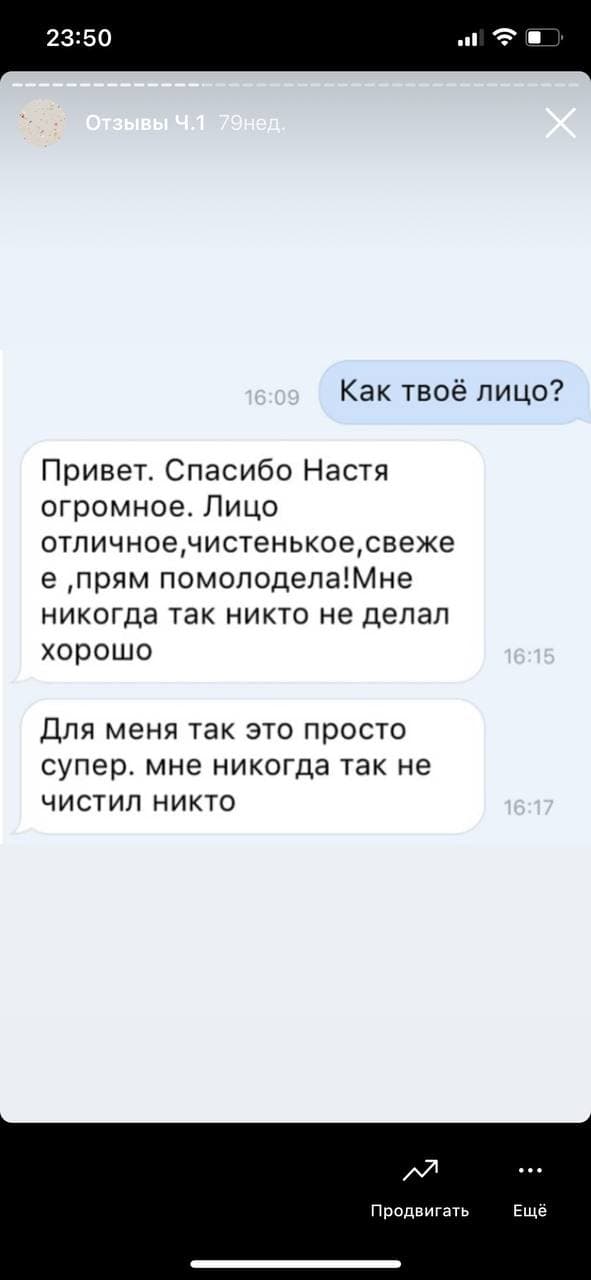 23:50
Отзывы Ч.1 79нед.
Как твоё лицо?
16:09
Привет. Спасибо Настя
огромное. Лицо
отличное,чистенькое,свеже
е ,прям помолодела!Мне
никогда так никто не делал
хорошо
16:15
Для меня так это просто
супер. мне никогда так не
чистил никто
16:17
Продвигать
Ещё